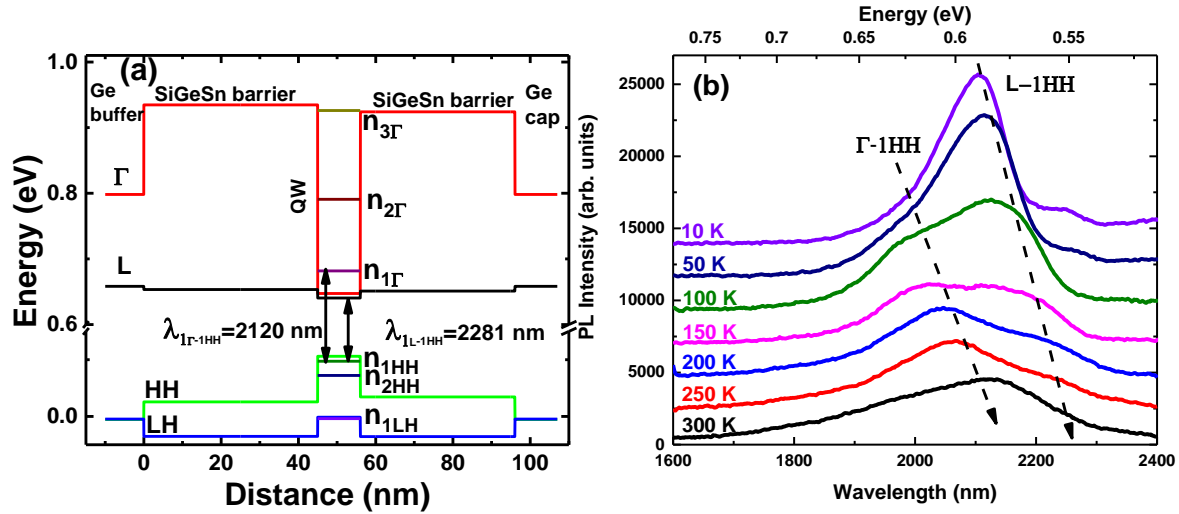 (a)
Ge
buffer
SiGeSn barrier
SiGeSn barrier
Ge
cap
n3Γ
Γ
QW
n2Γ
L
n1Γ
λ1Γ-1HH=2120 nm
λ1L-1HH=2281 nm
n1HH
n2HH
HH
LH
n1LH
1.0
0.8
0.6
0.0
Energy (eV)
0 20 40 60 80 100
Distance (nm)
Energy (eV)
0.75 0.7 0.65 0.6 0.55
(b)
L–1HH
Γ-1HH
10 K
50 K
100 K
150 K
200 K
250 K
300 K
25000
20000
15000
10000
5000
0
PL Intensity (arb. units)
1600 1800 2000 2200 2400
Wavelength (nm)